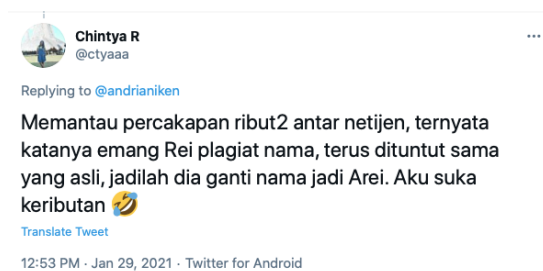 Chintya R
@ctyaaa
Replying to @andrianiken
Memantau percakapan ribut2 antar netijen, ternyata
katanya emang Rei plagiat nama, terus dituntut sama
yang asli, jadilah dia ganti nama jadi Arei. Aku suka
keributan 🤣
Translate Tweet
12:53 PM · Jan 29, 2021 · Twitter for Android